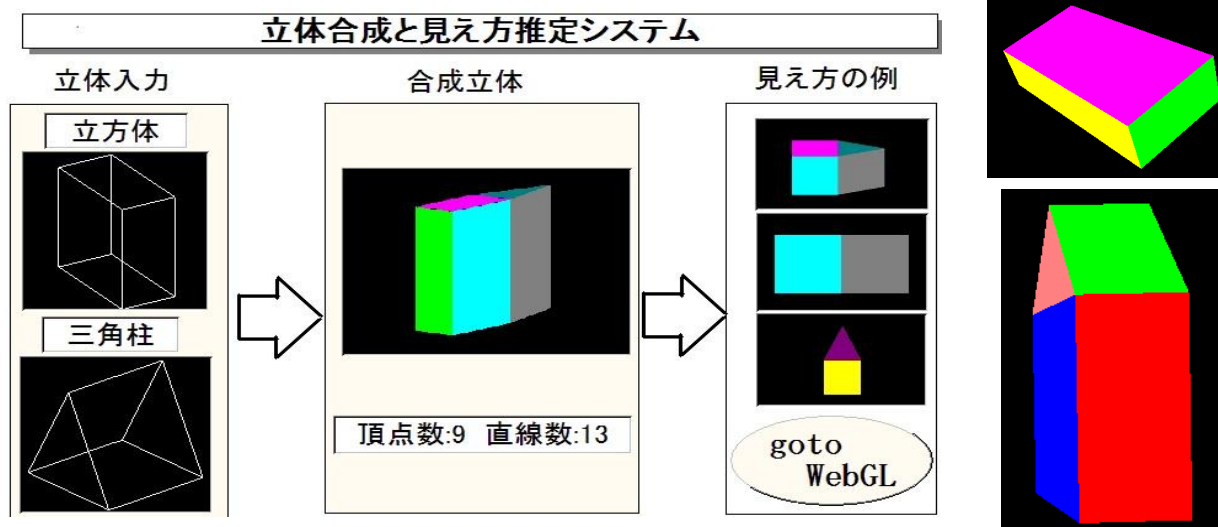 立体合成と見え方推定システム
立体入力
合成立体
見え方の例
立方体
三角柱
頂点数:9 直線数:13
goto
WebGL